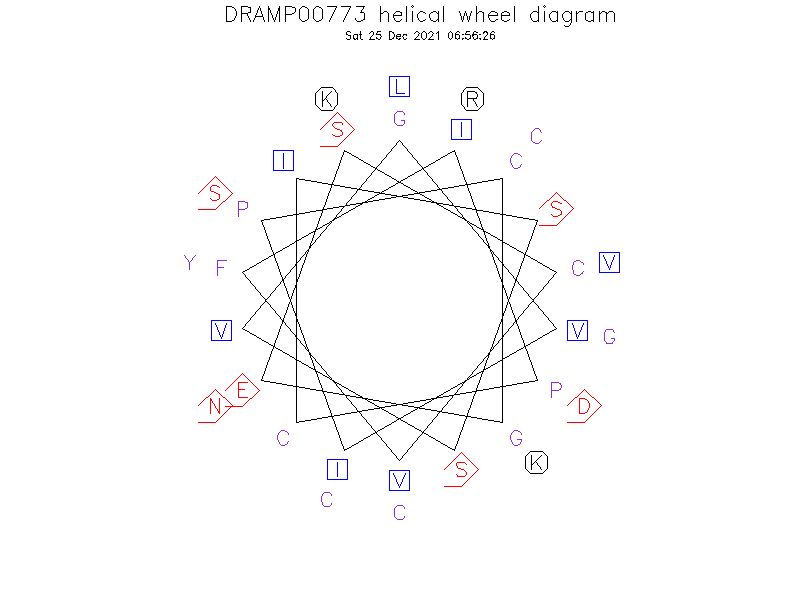 DRAMP00773 helical wheel diagram
Sat 25 Dec 2021 06:56:26
L
K R
G
S I
C
I C
S P S
Y F C V
V V G
N E P D
C G
I S K
V
C C